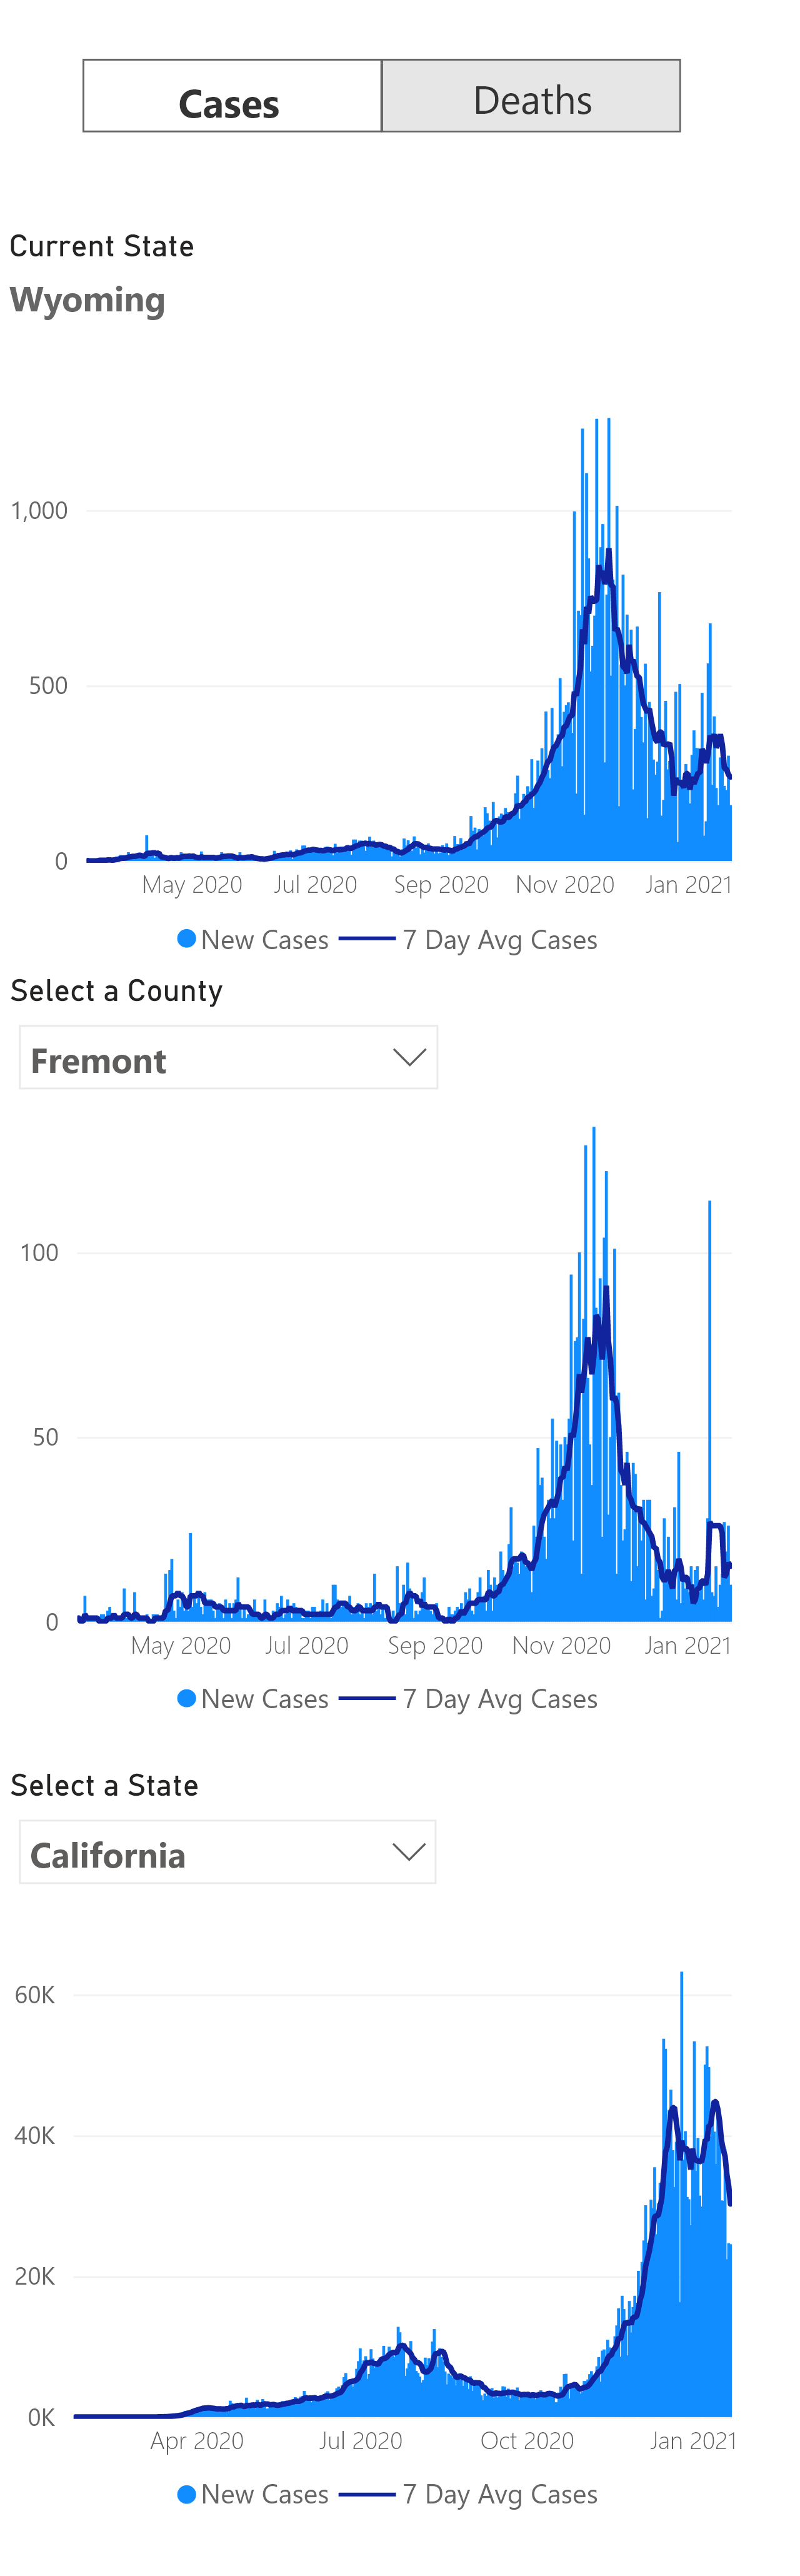 Cases Deaths
Current State
Wyoming
1,000
500
0
May 2020 Jul 2020 Sep 2020 Nov 2020 Jan 2021
New Cases 7 Day Avg Cases
Select a County
Fremont
100
50
0
May 2020 Jul 2020 Sep 2020 Nov 2020 Jan 2021
New Cases 7 Day Avg Cases
Select a State
California
60K
40K
20K
0K
Apr 2020 Jul 2020 Oct 2020 Jan 2021
New Cases 7 Day Avg Cases